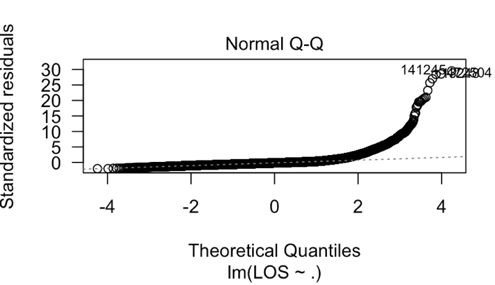 Normal Q-Q
Standardized residuals
30
25
20
15
10
5
0
-4 -2 0 2 4
Theoretical Quantiles
lm(LOS ~ .)